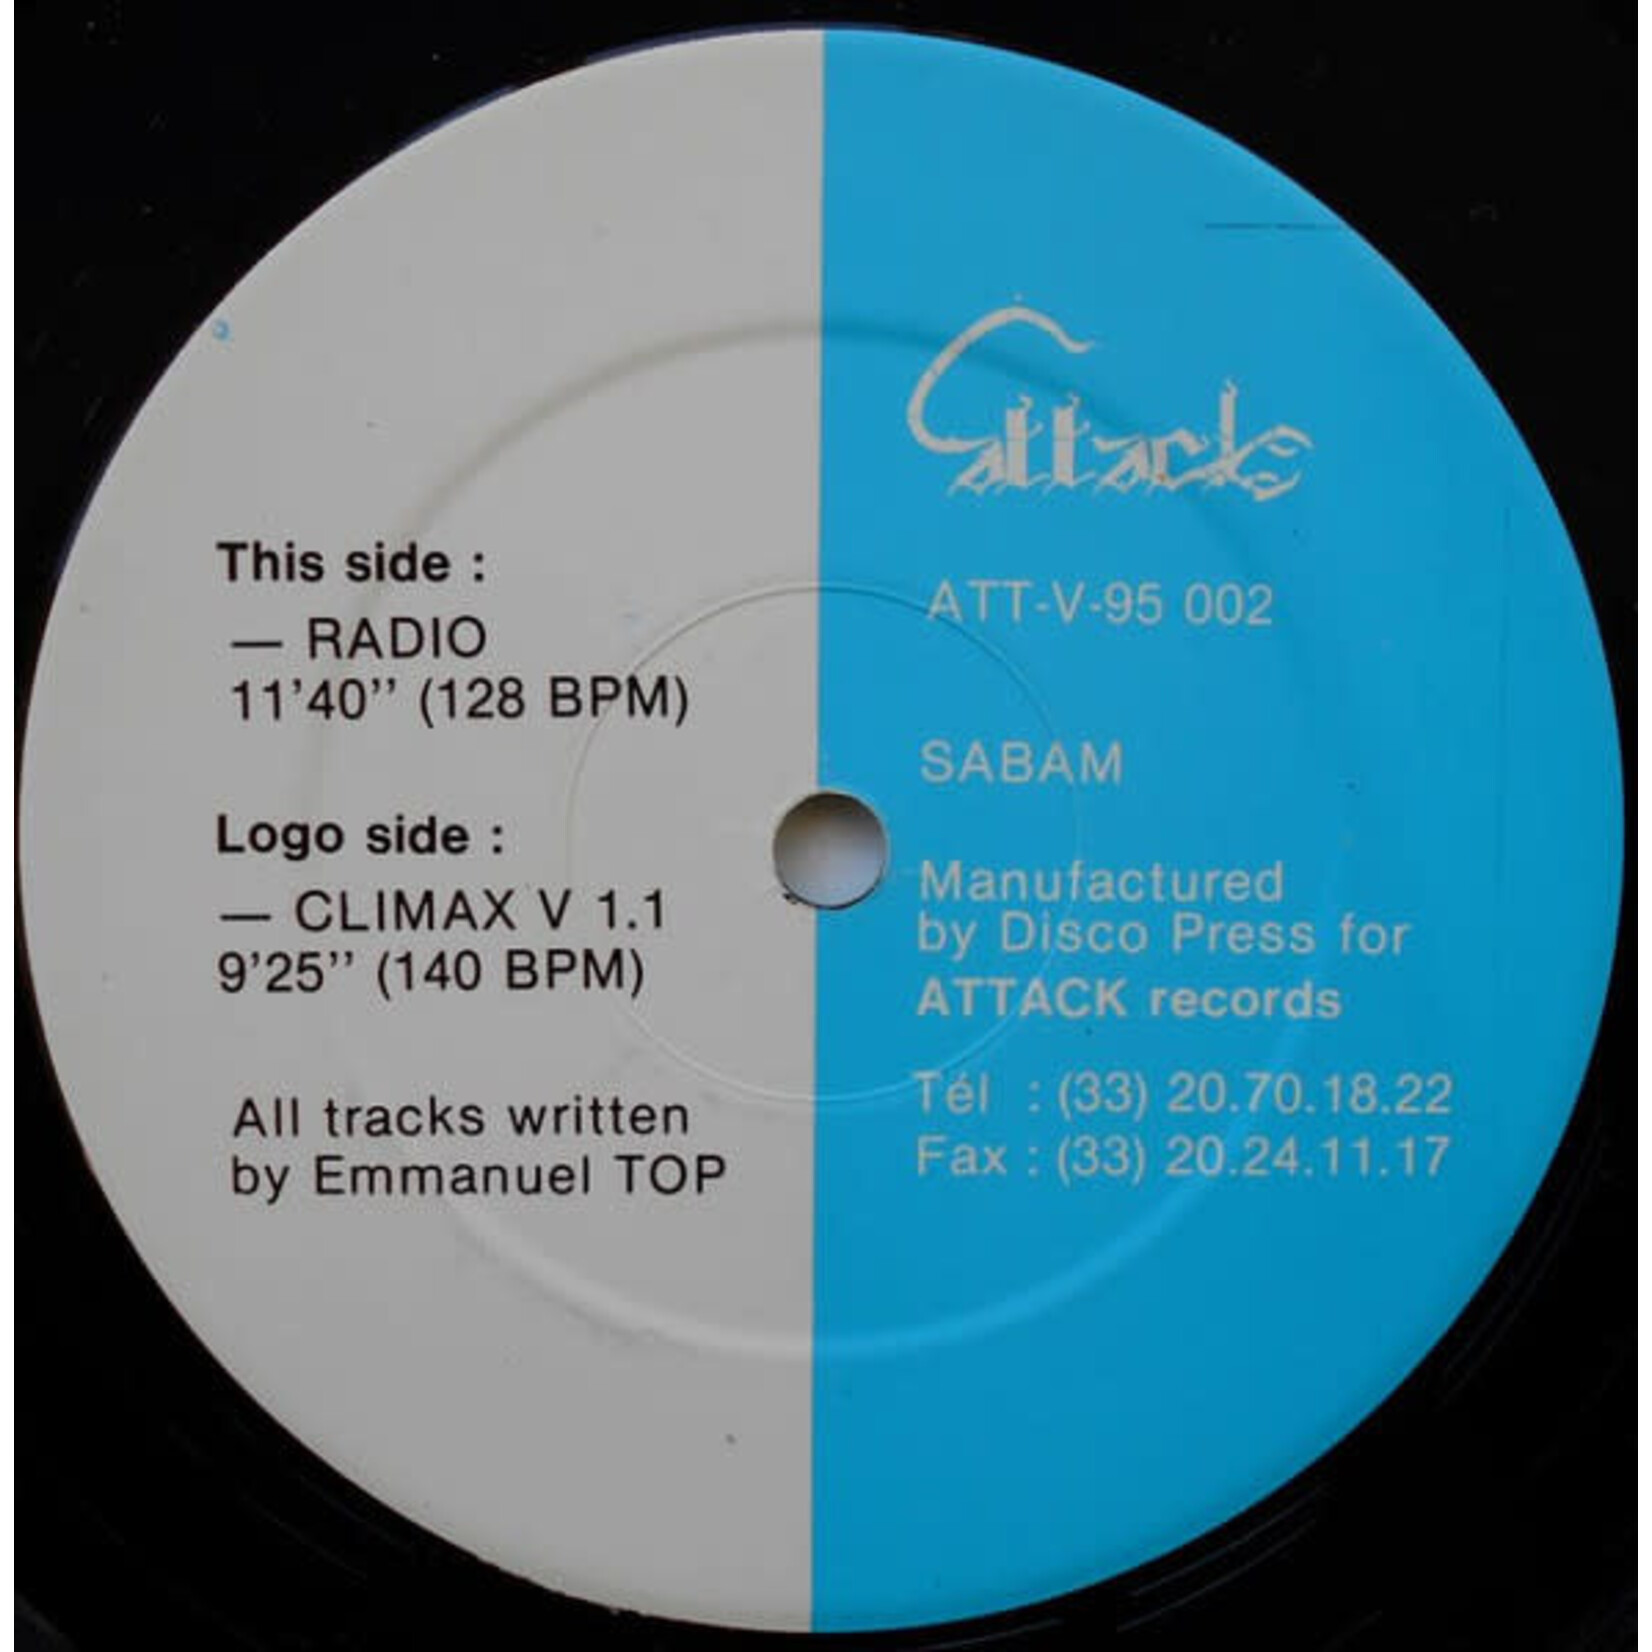 This side :
— RADIO
11'40'' (128 BPM)
Logo side :
— CLIMAX V 1.1
9'25'' (140 BPM)
All tracks written
by Emmanuel TOP
attack
ATT-V-95 002
SABAM
Manufactured
by Disco Press for
ATTACK records
Tél : (33) 20.70.18.22
Fax : (33) 20.24.11.17